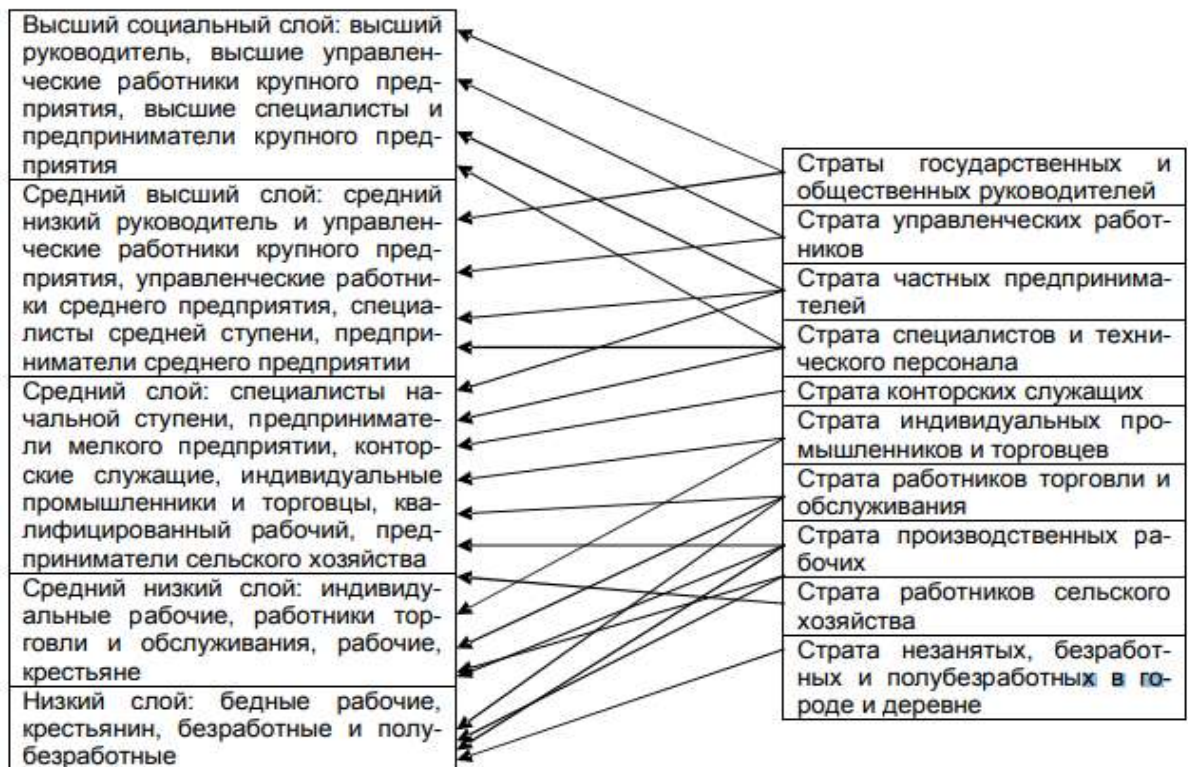 Высший социальный слой: высший
руководитель, высшие управлен-
ческие работники крупного пред-
приятия, высшие специалисты и
предприниматели крупного пред-
приятия
Средний высший слой: средний
низкий руководитель и управлен-
ческие работники крупного пред-
приятия, управленческие работни-
ки среднего предприятия, специа-
листы средней ступени, предпри-
ниматели среднего предприятии
Средний слой: специалисты на-
чальной ступени, предпринимате-
ли мелкого предприятии, контор-
ские служащие, индивидуальные
промышленники и торговцы, ква-
лифицированный рабочий, пред-
приниматели сельского хозяйства
Средний низкий слой: индивиду-
альные рабочие, работники тор-
говли и обслуживания, рабочие,
крестьяне
Низкий слой: бедные рабочие,
крестьянин, безработные и полу-
безработные
Страты государственных и
общественных руководителей
Страта управленческих работ-
ников
Страта частных предпринима-
телей
Страта специалистов и техни-
ческого персонала
Страта конторских служащих
Страта индивидуальных про-
мышленников и торговцев
Страта работников торговли и
обслуживания
Страта производственных ра-
бочих
Страта работников сельского
хозяйства
Страта незанятых, безработ-
ных и полубезработных в го-
роде и деревне